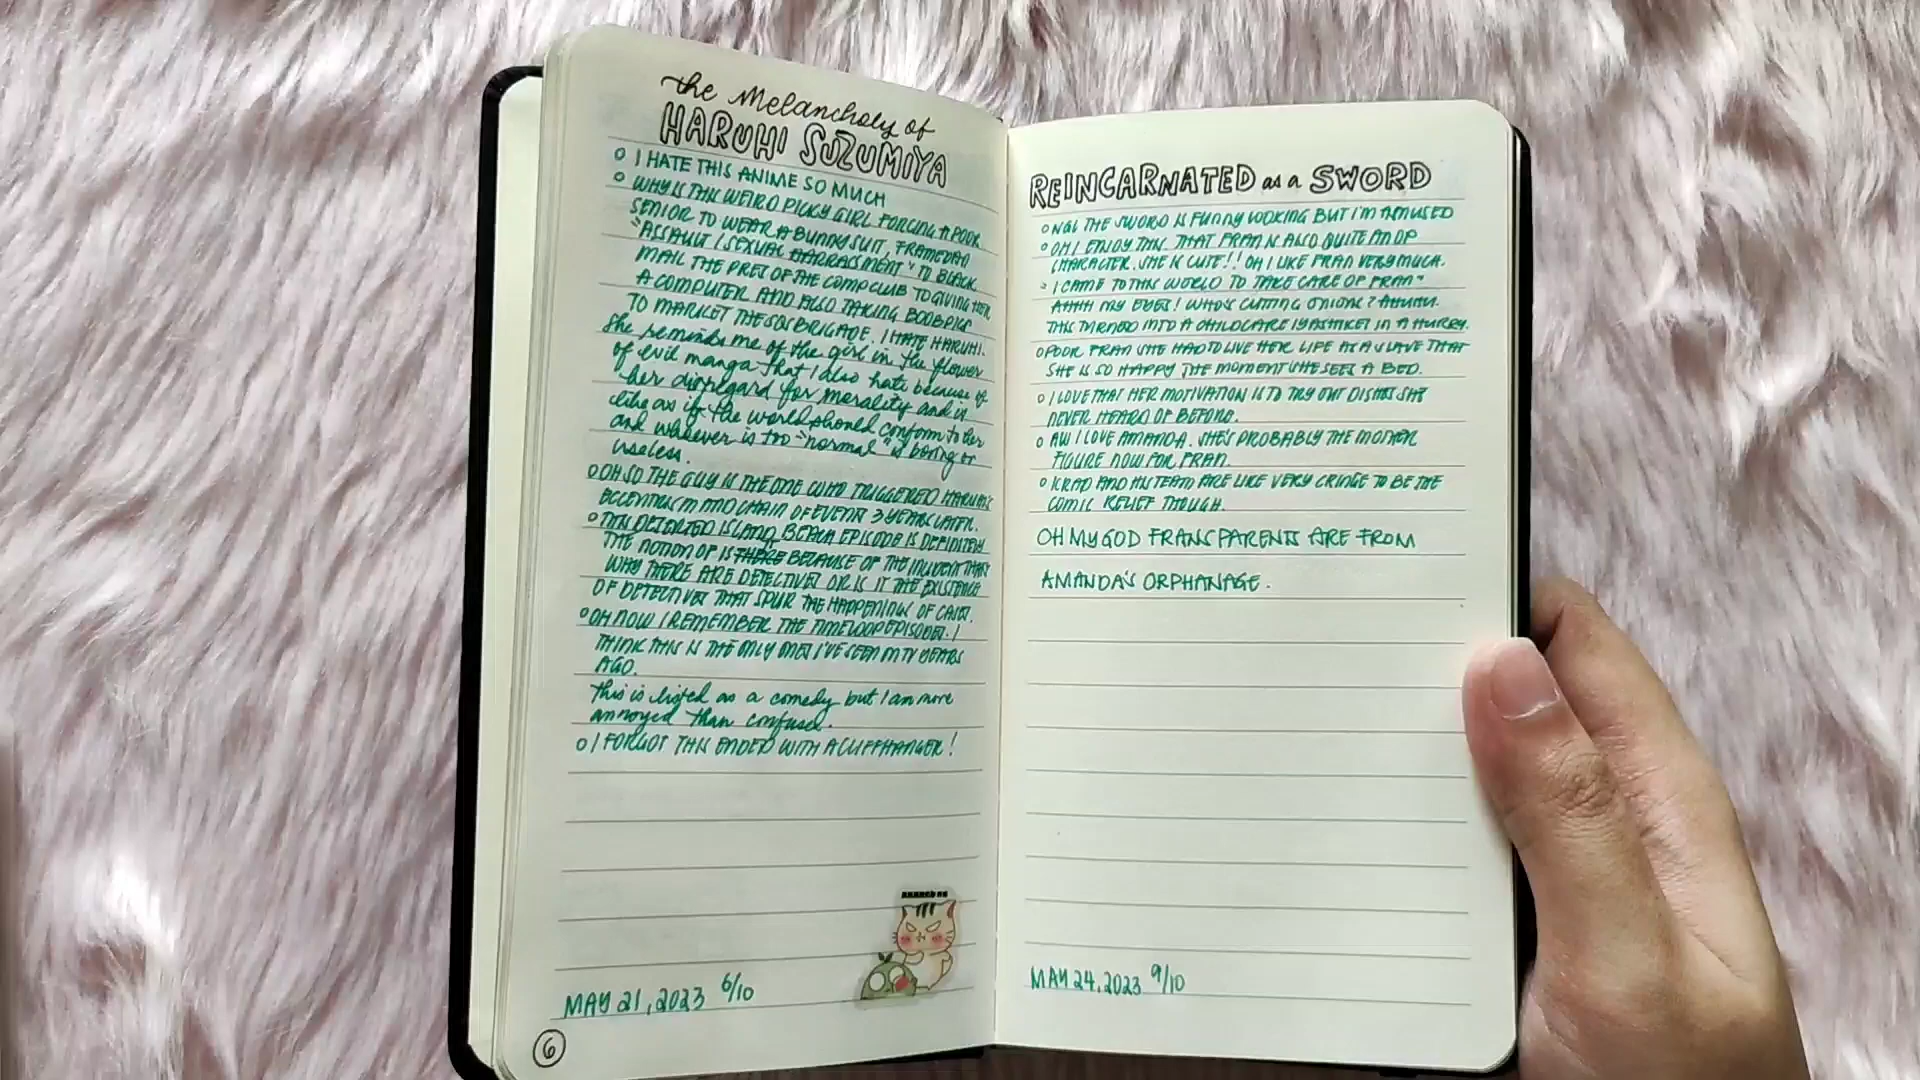 the Melancholy of
HARUHI SUZUMIYA
○ I HATE THIS ANIME SO MUCH
○ WHY IS THIS WEIRD PICKY GIRL FORCING A POOR
SENIOR TO WEAR A BUNNY SUIT, FRAMED AD
"ASSAULT / SEXUAL HARRASSMENT" TO BLACK
MAIL THE PRES OF THE COMP CLUB TO GIVING HER
A COMPUTER AND ALSO TAKING BOOBPICS
TO MARKET THE SOS BRIGADE. I HATE HARUHI.
She reminds me of the girl in the flower
of evil manga that I also hate because of
her disregard for morality and is
like as if the world should conform to her
and whoever is too "normal" is boring or
useless.
○ OH SO THE GUY IS THE ONE WHO TRIGGERED HARUHI'S
ECCENTRISM AND CHAIN OF EVENTS 3 YEARS LATER.
○ THIS DESERTED ISLAND BEACH EPISODE IS DEFINITELY
THE NOTION OF IS THERE BECAUSE OF THE INCIDENT THAT
WHY THERE ARE DETECTIVES OR IS IT THE EXISTENCE
OF DETECTIVES THAT SPUR THE HAPPENING OF CASES.
○ OH NOW I REMEMBER THE TIMELOOP EPISODES. I
THINK THIS IS THE ONLY ONES I'VE SEEN ON TV YEARS
AGO.
This is listed as a comedy but I am more
annoyed than confused.
○ I FORGOT THIS ENDED WITH A CLIFFHANGER!
MAY 21, 2023 6/10
6
REINCARNATED as a SWORD
○ NGL THE SWORD IS FUNNY LOOKING BUT I'M AMUSED
○ OH I ENJOY THIS. THAT FRAN IS ALSO QUITE AN OP
CHARACTER. SHE IS CUTE!! OH I LIKE FRAN VERY MUCH.
○ "I CAME TO THIS WORLD TO TAKE CARE OF FRAN"
AHHH MY EYES! WHO'S CUTTING ONIONS? AHUHU.
THIS TURNED INTO A CHILDCARE IYASHIKEI IN A HURRY.
○ POOR FRAN SHE HAD TO LIVE HER LIFE AS A SLAVE THAT
SHE IS SO HAPPY THE MOMENT SHE SEES A BED.
○ I LOVE THAT HER MOTIVATION IS TO TRY OUT DISHES SHE
NEVER HEARD OF BEFORE.
○ AW I LOVE AMANDA. SHE'S PROBABLY THE MOTHER
FIGURE NOW FOR FRAN.
○ KRAD AND HIS TEAM ARE LIKE VERY CRINGE TO BE THE
COMIC RELIEF THOUGH.
OH MY GOD FRAN'S PARENTS ARE FROM
AMANDA'S ORPHANAGE.
MAY 24, 2023 9/10